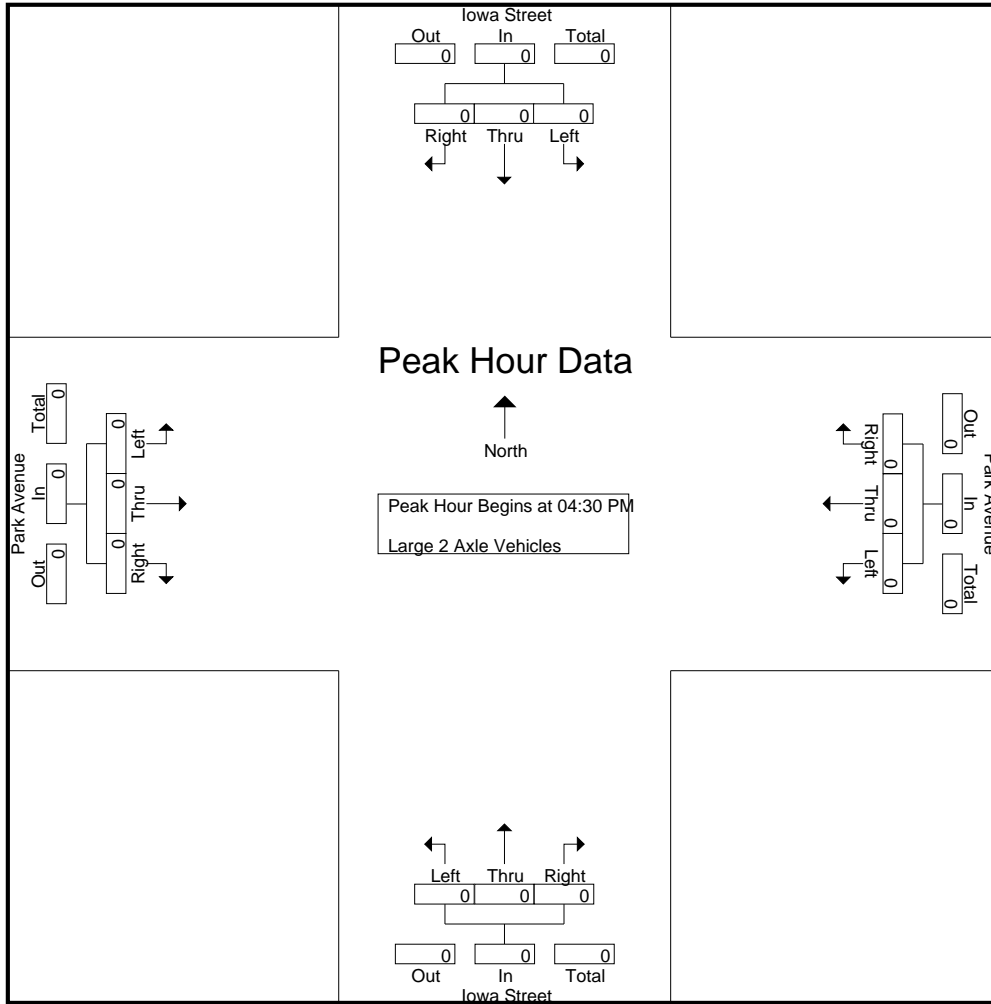 Iowa Street
Out In Total
0 0 0
0 0 0
Right Thru Left
Peak Hour Data
North
Peak Hour Begins at 04:30 PM
Large 2 Axle Vehicles
Park Avenue
Total In Out
0 0 0
0 0 0
Left Thru Right
Park Avenue
Out In Total
0 0 0
0 0 0
Right Thru Left
Left Thru Right
0 0 0
0 0 0
Out In Total
Iowa Street